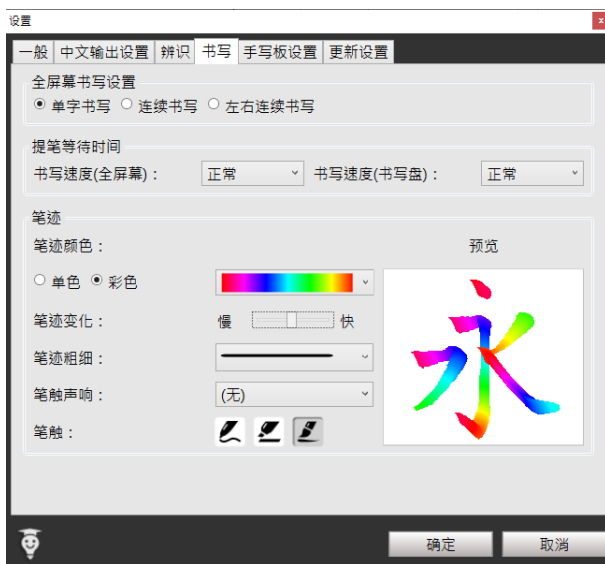 设置
一般 中文输出设置 辨识 书写 手写板设置 更新设置
全屏幕书写设置
单字书写 连续书写 左右连续书写
提笔等待时间
书写速度(全屏幕)： 正常 书写速度(书写盘)： 正常
笔迹
笔迹颜色： 预览
单色 彩色
笔迹变化： 慢 快
笔迹粗细：
笔触声响： (无)
笔触：
永
确定 取消